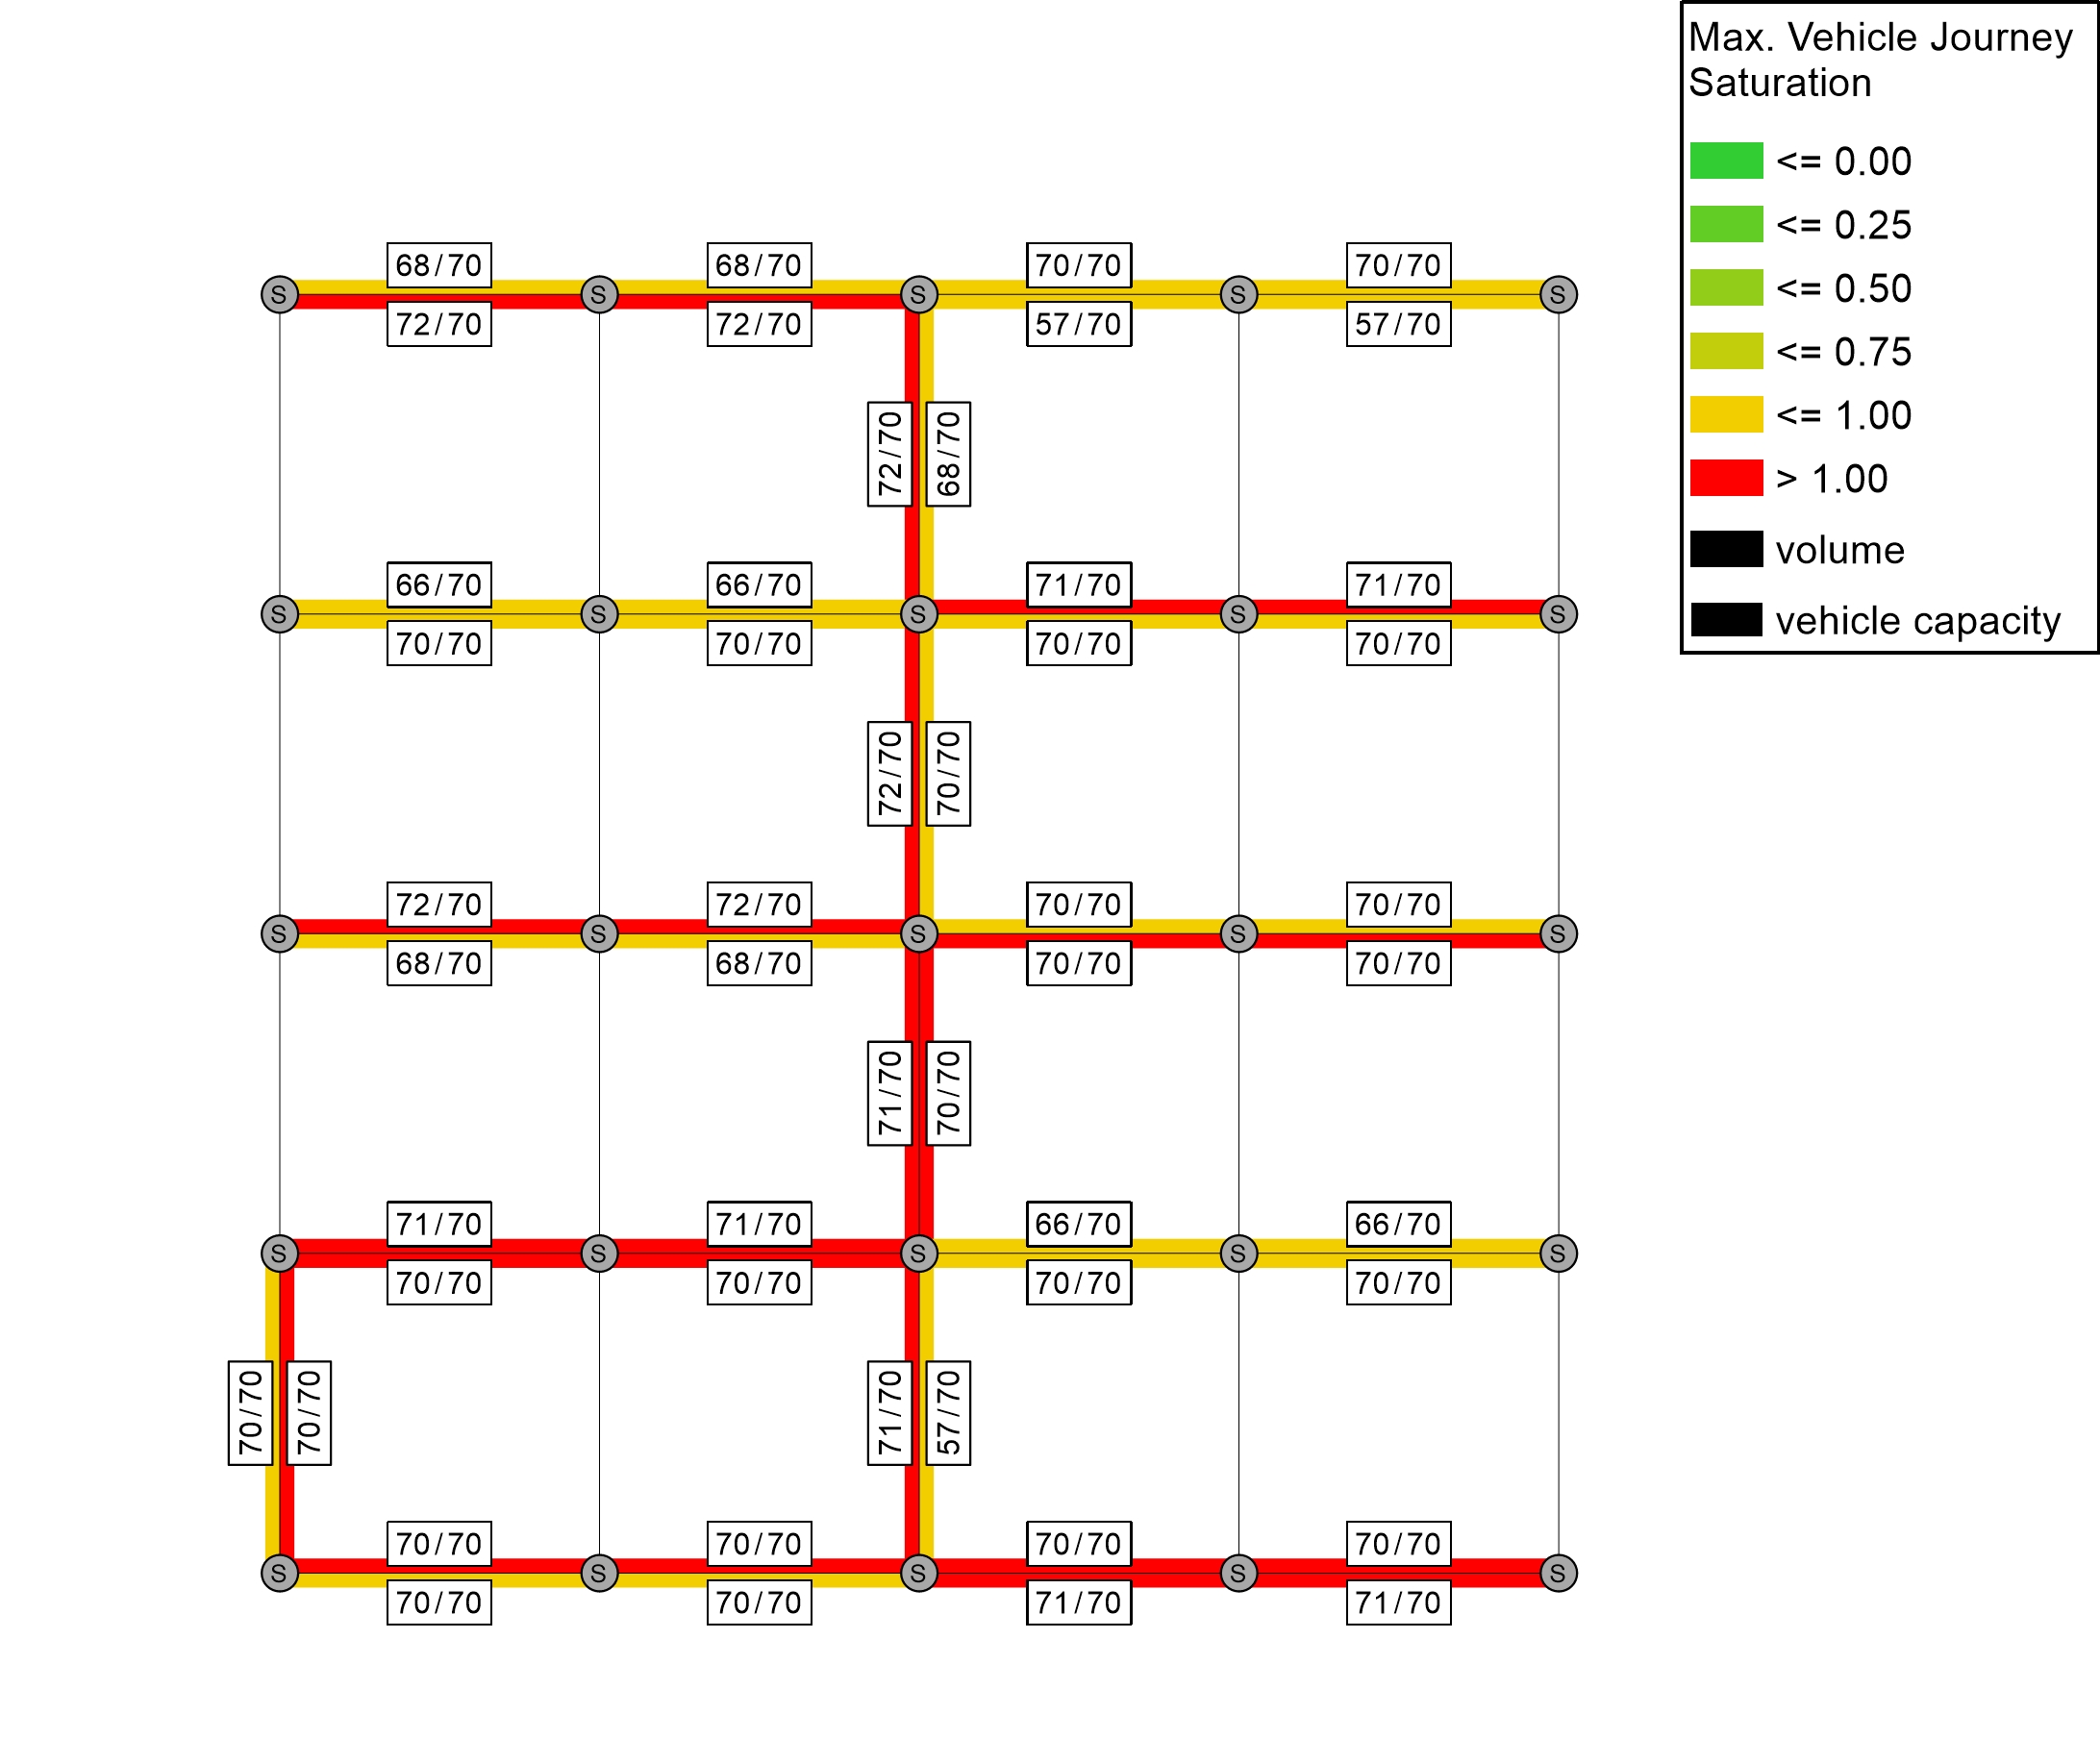 Max. Vehicle Journey
Saturation
<= 0.00
<= 0.25
<= 0.50
<= 0.75
<= 1.00
> 1.00
volume
vehicle capacity
68/70 68/70 70/70 70/70
S S S S S
72/70 72/70 57/70 57/70
72/70 68/70
66/70 66/70 71/70 71/70
S S S S S
70/70 70/70 70/70 70/70
72/70 70/70
72/70 72/70 70/70 70/70
S S S S S
68/70 68/70 70/70 70/70
71/70 70/70
71/70 71/70 66/70 66/70
S S S S S
70/70 70/70 70/70 70/70
70/70 70/70 71/70 57/70
70/70 70/70 70/70 70/70
S S S S S
70/70 70/70 71/70 71/70